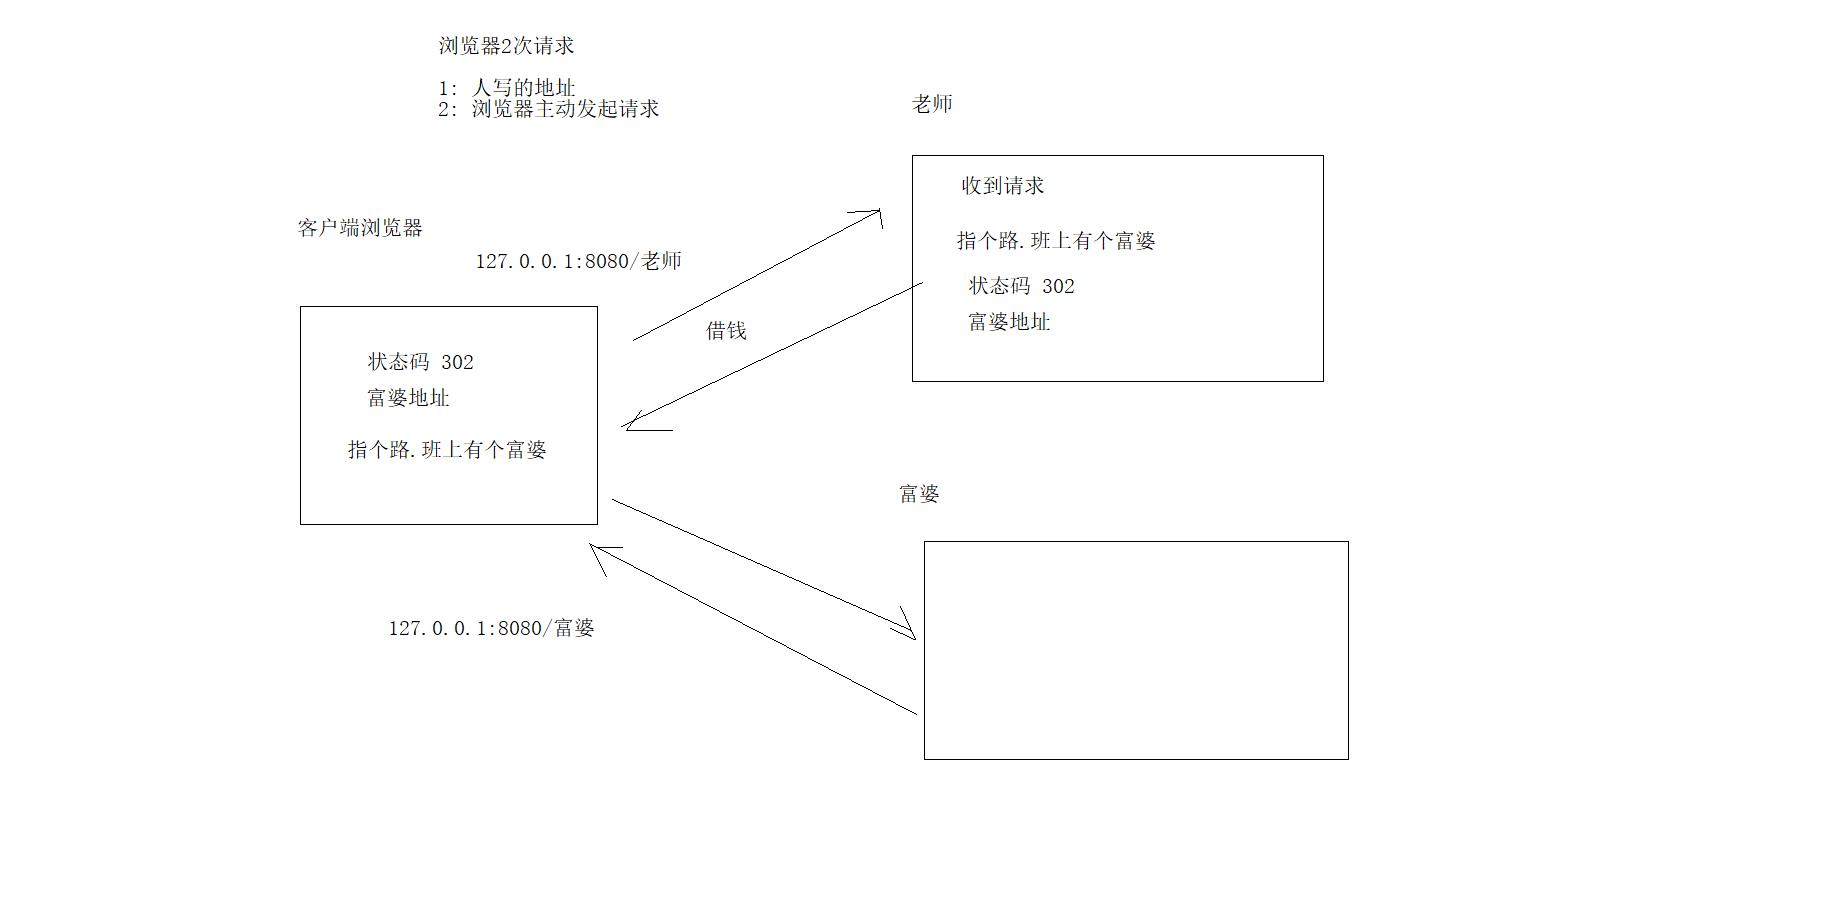 浏览器2次请求
1: 人写的地址
2: 浏览器主动发起请求
老师
收到请求
指个路.班上有个富婆
状态码 302
富婆地址
客户端浏览器
127.0.0.1:8080/老师
借钱
状态码 302
富婆地址
指个路.班上有个富婆
富婆
127.0.0.1:8080/富婆